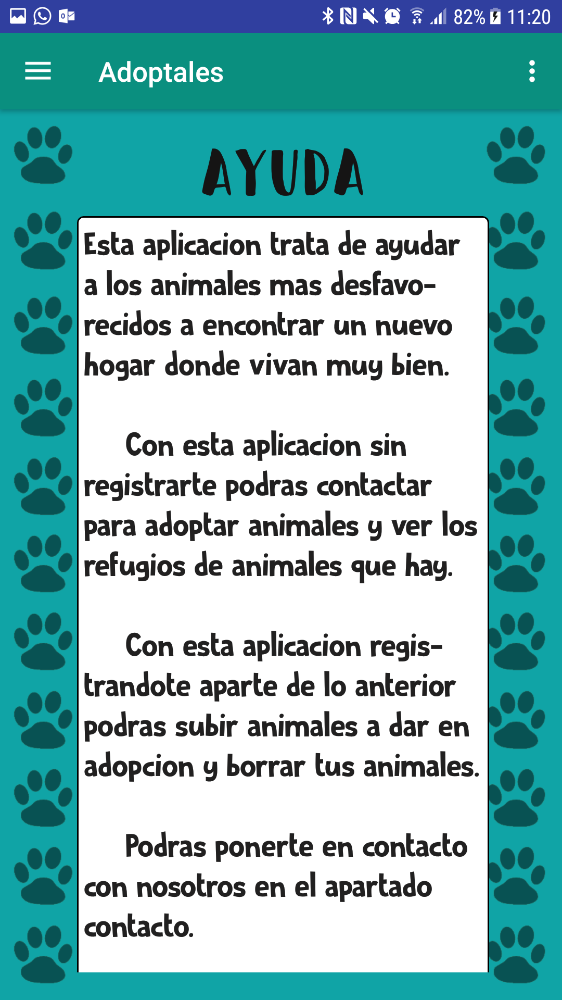 82% 11:20
Adoptales
AYUDA
Esta aplicacion trata de ayudar
a los animales mas desfavo-
recidos a encontrar un nuevo
hogar donde vivan muy bien.
Con esta aplicacion sin
registrarte podras contactar
para adoptar animales y ver los
refugios de animales que hay.
Con esta aplicacion regis-
trandote aparte de lo anterior
podras subir animales a dar en
adopcion y borrar tus animales.
Podras ponerte en contacto
con nosotros en el apartado
contacto.